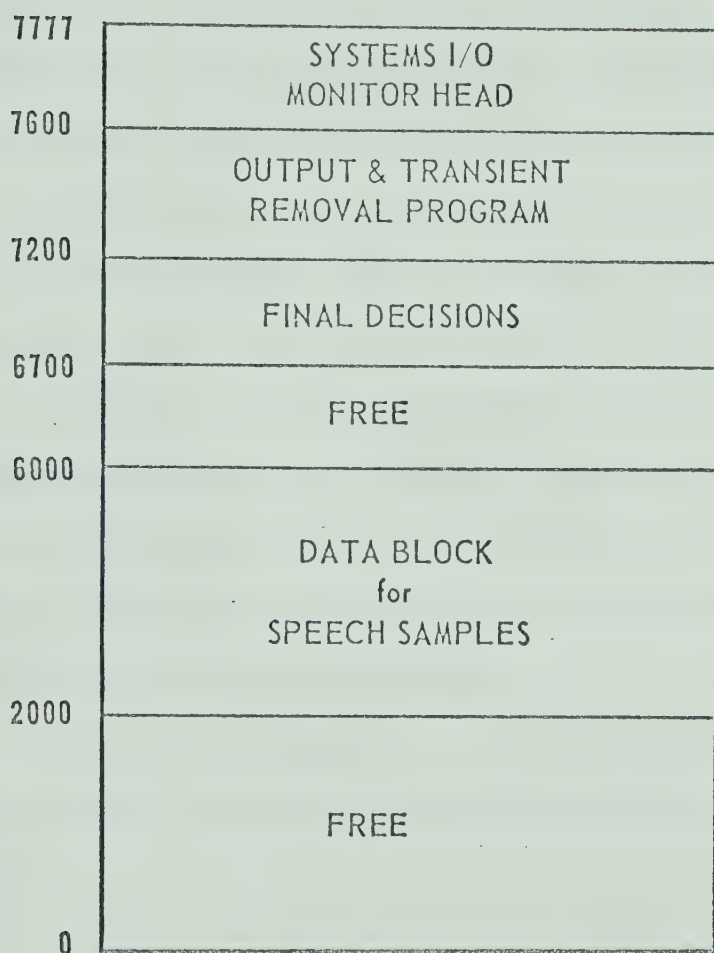 7777
SYSTEMS I/O
MONITOR HEAD
7600
OUTPUT & TRANSIENT
REMOVAL PROGRAM
7200
FINAL DECISIONS
6700
FREE
6000
DATA BLOCK
for
SPEECH SAMPLES
2000
FREE
0